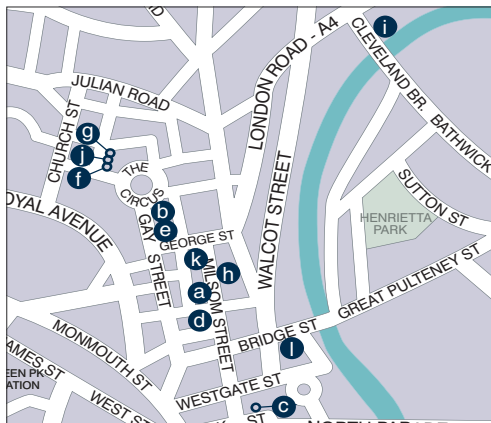 i
LONDON ROAD - A4
CLEVELAND BR.
BATHWICK
JULIAN ROAD
CHURCH ST
g
j
f
THE
CIRCUS
WALCOT STREET
SUTTON ST
HENRIETTA
PARK
OYAL AVENUE
b
e
GAY STREET
GEORGE ST
k
h
MILSOM STREET
a
d
GREAT PULTENEY ST
BRIDGE ST
l
MONMOUTH ST
AMES ST
EEN PK
ATION
WEST
WESTGATE ST
c
ST
NORTH PARADE